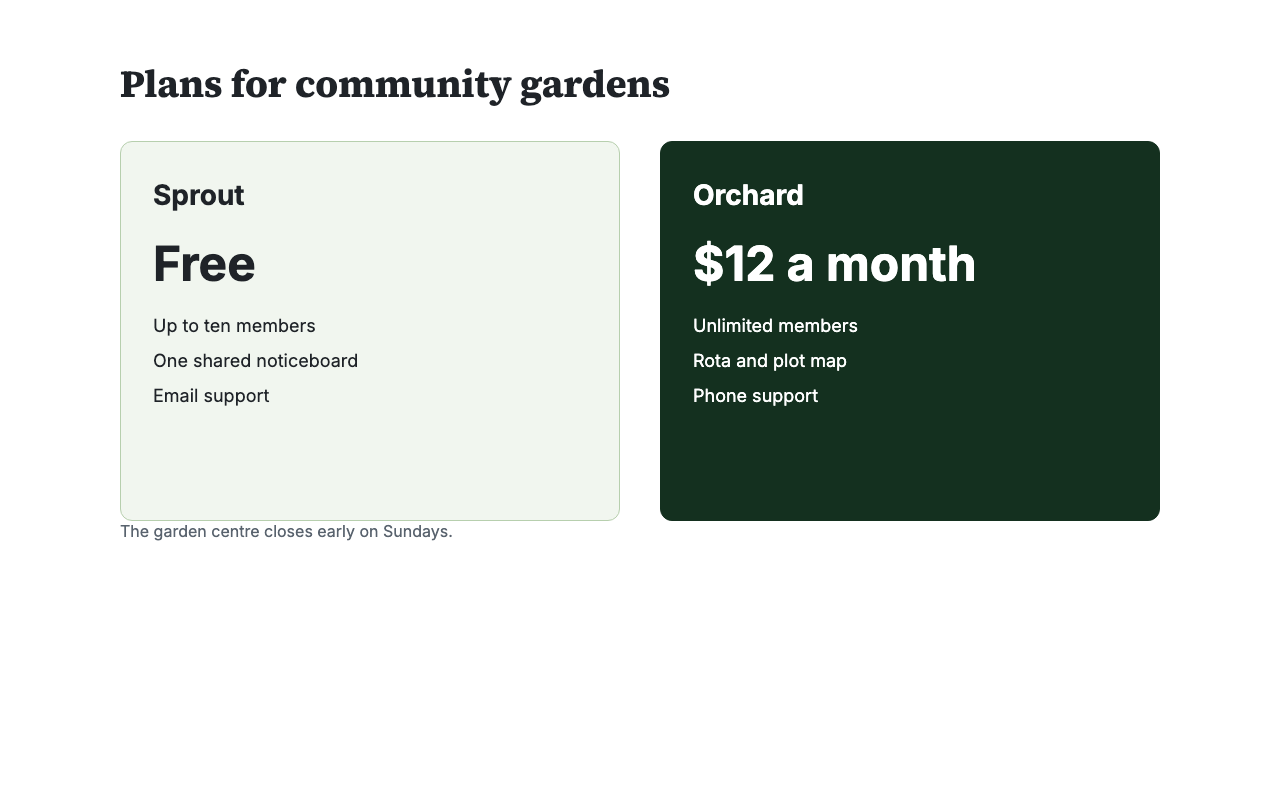 Plans for community gardens
Sprout
Free
Up to ten members
One shared noticeboard
Email support
Orchard
$12 a month
Unlimited members
Rota and plot map
Phone support
The garden centre closes early on Sundays.